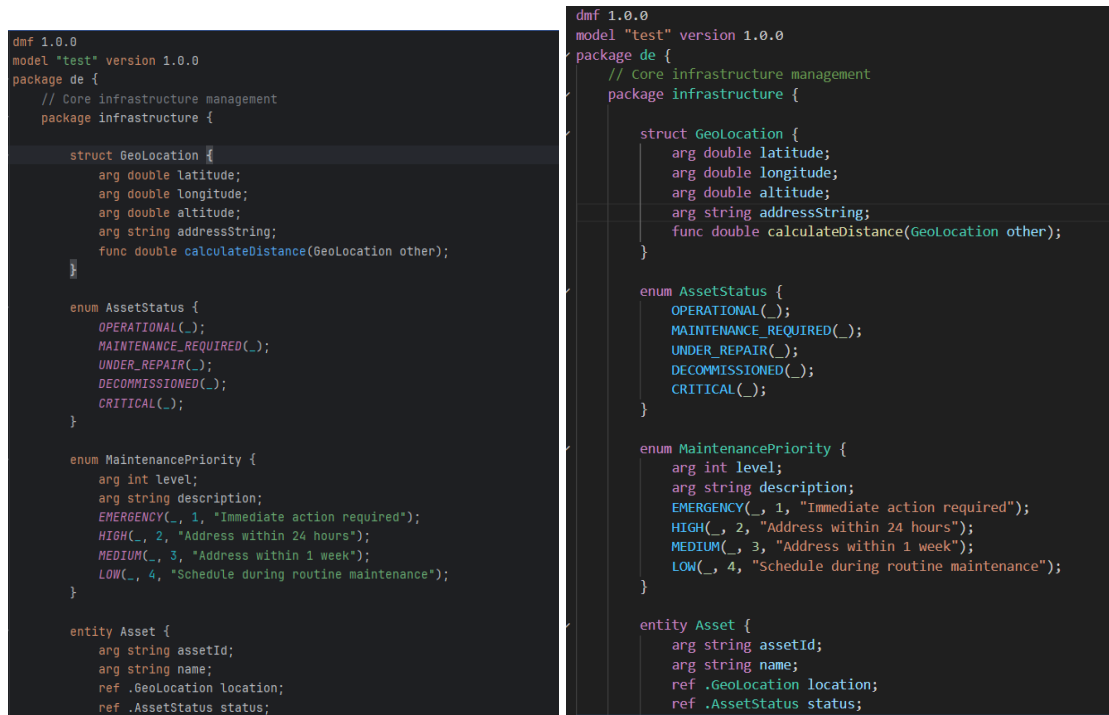 dmf 1.0.0
model "test" version 1.0.0
package de {
    // Core infrastructure management
    package infrastructure {

        struct GeoLocation {
            arg double latitude;
            arg double longitude;
            arg double altitude;
            arg string addressString;
            func double calculateDistance(GeoLocation other);
        }

        enum AssetStatus {
            OPERATIONAL(_);
            MAINTENANCE_REQUIRED(_);
            UNDER_REPAIR(_);
            DECOMMISSIONED(_);
            CRITICAL(_);
        }

        enum MaintenancePriority {
            arg int level;
            arg string description;
            EMERGENCY(_, 1, "Immediate action required");
            HIGH(_, 2, "Address within 24 hours");
            MEDIUM(_, 3, "Address within 1 week");
            LOW(_, 4, "Schedule during routine maintenance");
        }

        entity Asset {
            arg string assetId;
            arg string name;
            ref .GeoLocation location;
            ref .AssetStatus status;
dmf 1.0.0
model "test" version 1.0.0
package de {
    // Core infrastructure management
    package infrastructure {

        struct GeoLocation {
            arg double latitude;
            arg double longitude;
            arg double altitude;
            arg string addressString;
            func double calculateDistance(GeoLocation other);
        }

        enum AssetStatus {
            OPERATIONAL(_);
            MAINTENANCE_REQUIRED(_);
            UNDER_REPAIR(_);
            DECOMMISSIONED(_);
            CRITICAL(_);
        }

        enum MaintenancePriority {
            arg int level;
            arg string description;
            EMERGENCY(_, 1, "Immediate action required");
            HIGH(_, 2, "Address within 24 hours");
            MEDIUM(_, 3, "Address within 1 week");
            LOW(_, 4, "Schedule during routine maintenance");
        }

        entity Asset {
            arg string assetId;
            arg string name;
            ref .GeoLocation location;
            ref .AssetStatus status;